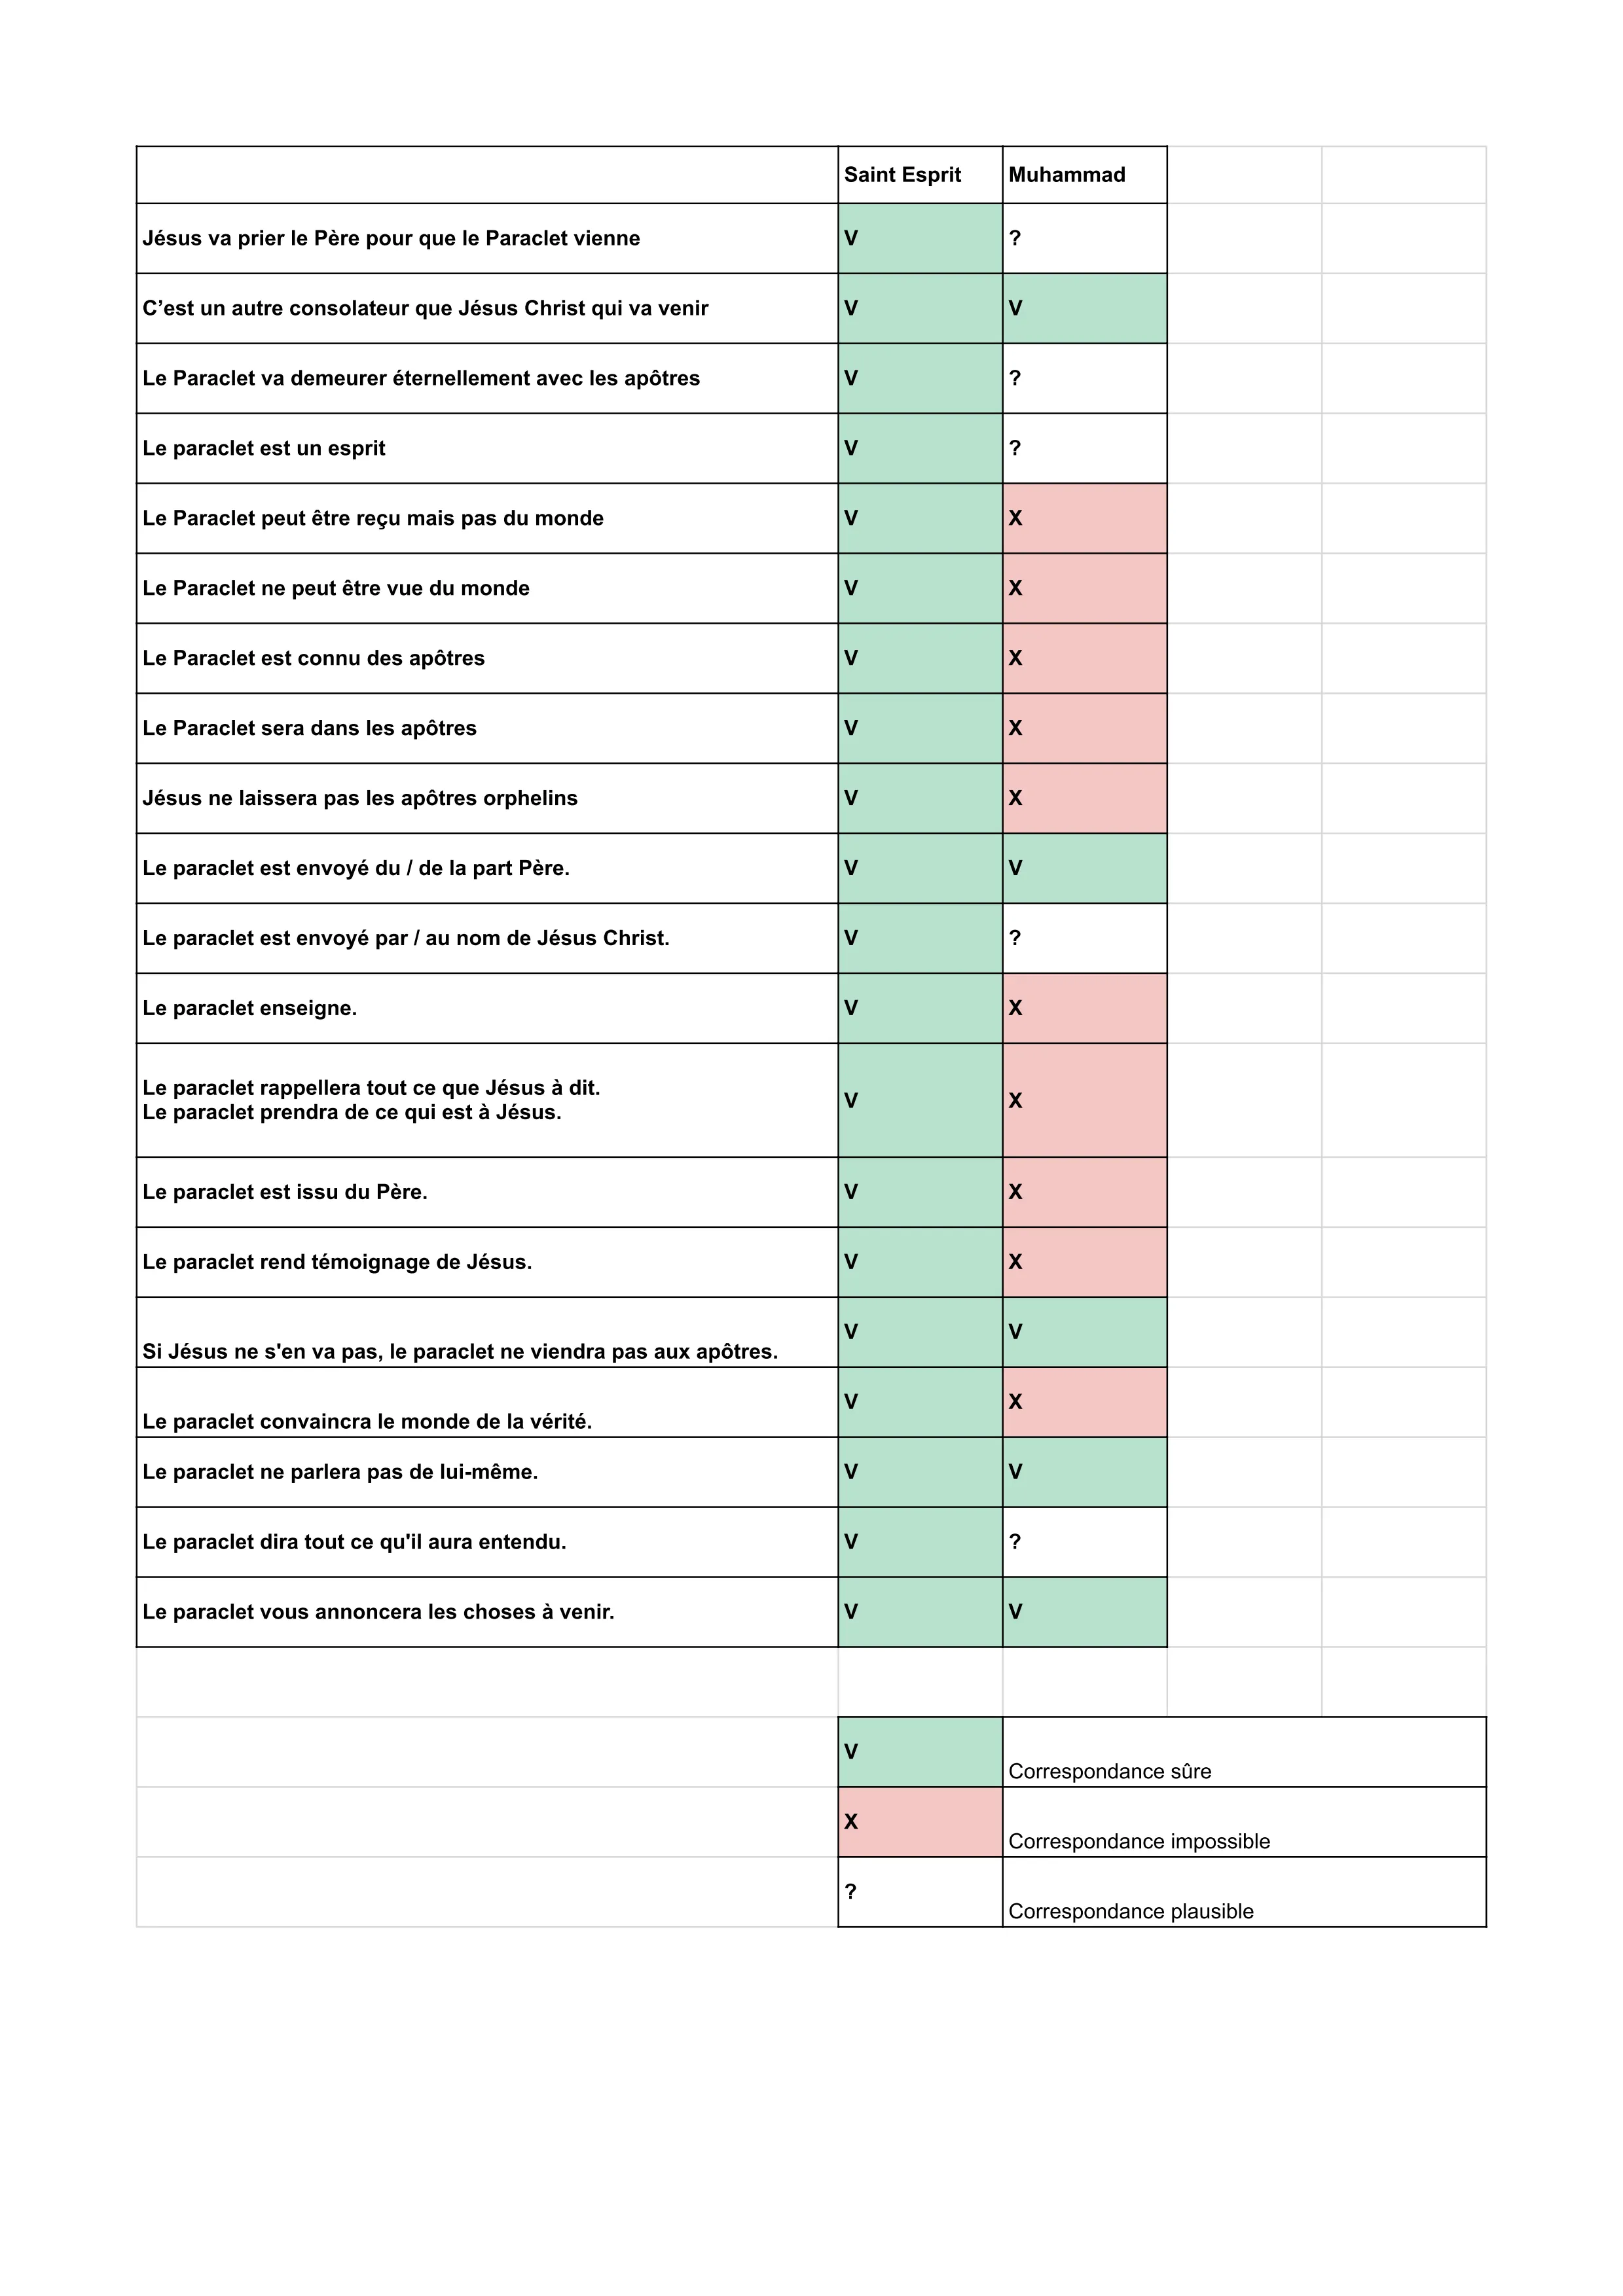 Saint Esprit Muhammad
Jésus va prier le Père pour que le Paraclet vienne V ?
C’est un autre consolateur que Jésus Christ qui va venir V V
Le Paraclet va demeurer éternellement avec les apôtres V ?
Le paraclet est un esprit V ?
Le Paraclet peut être reçu mais pas du monde V X
Le Paraclet ne peut être vue du monde V X
Le Paraclet est connu des apôtres V X
Le Paraclet sera dans les apôtres V X
Jésus ne laissera pas les apôtres orphelins V X
Le paraclet est envoyé du / de la part Père. V V
Le paraclet est envoyé par / au nom de Jésus Christ. V ?
Le paraclet enseigne. V X
Le paraclet rappellera tout ce que Jésus à dit.
Le paraclet prendra de ce qui est à Jésus. V X
Le paraclet est issu du Père. V X
Le paraclet rend témoignage de Jésus. V X
Si Jésus ne s'en va pas, le paraclet ne viendra pas aux apôtres. V V
Le paraclet convaincra le monde de la vérité. V X
Le paraclet ne parlera pas de lui-même. V V
Le paraclet dira tout ce qu'il aura entendu. V ?
Le paraclet vous annoncera les choses à venir. V V
V Correspondance sûre
X Correspondance impossible
? Correspondance plausible